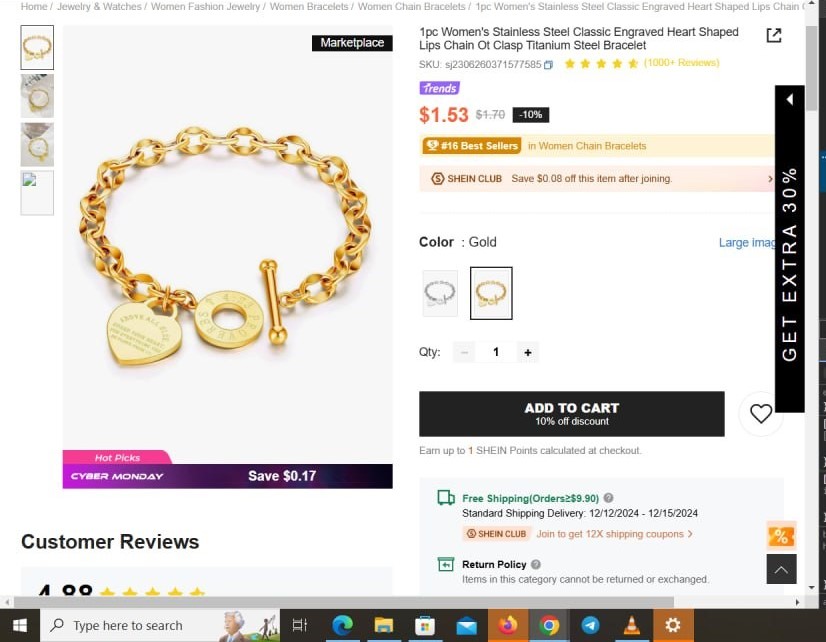 Home / Jewelry & Watches / Women Fashion Jewelry / Women Bracelets / Women Chain Bracelets / 1pc Women's Stainless Steel Classic Engraved Heart Shaped Lips Chain
Marketplace
1pc Women's Stainless Steel Classic Engraved Heart Shaped
Lips Chain Ot Clasp Titanium Steel Bracelet
SKU: sj2306260371577585 (1000+ Reviews)
Trends
$1.53 $1.70 -10%
#16 Best Sellers in Women Chain Bracelets
S SHEIN CLUB Save $0.08 off this item after joining. >
Color : Gold
Large imag
GET EXTRA 30%
Qty: − 1 +
ADD TO CART
10% off discount
Earn up to 1 SHEIN Points calculated at checkout.
ABOVE ALL ELSE
PROVERBS 4:23
Hot Picks
CYBER MONDAY Save $0.17
Free Shipping(Orders≥$9.90) ?
Standard Shipping Delivery: 12/12/2024 - 12/15/2024
S SHEIN CLUB Join to get 12X shipping coupons >
%
Return Policy ?
Items in this category cannot be returned or exchanged.
Customer Reviews
4.88
Type here to search